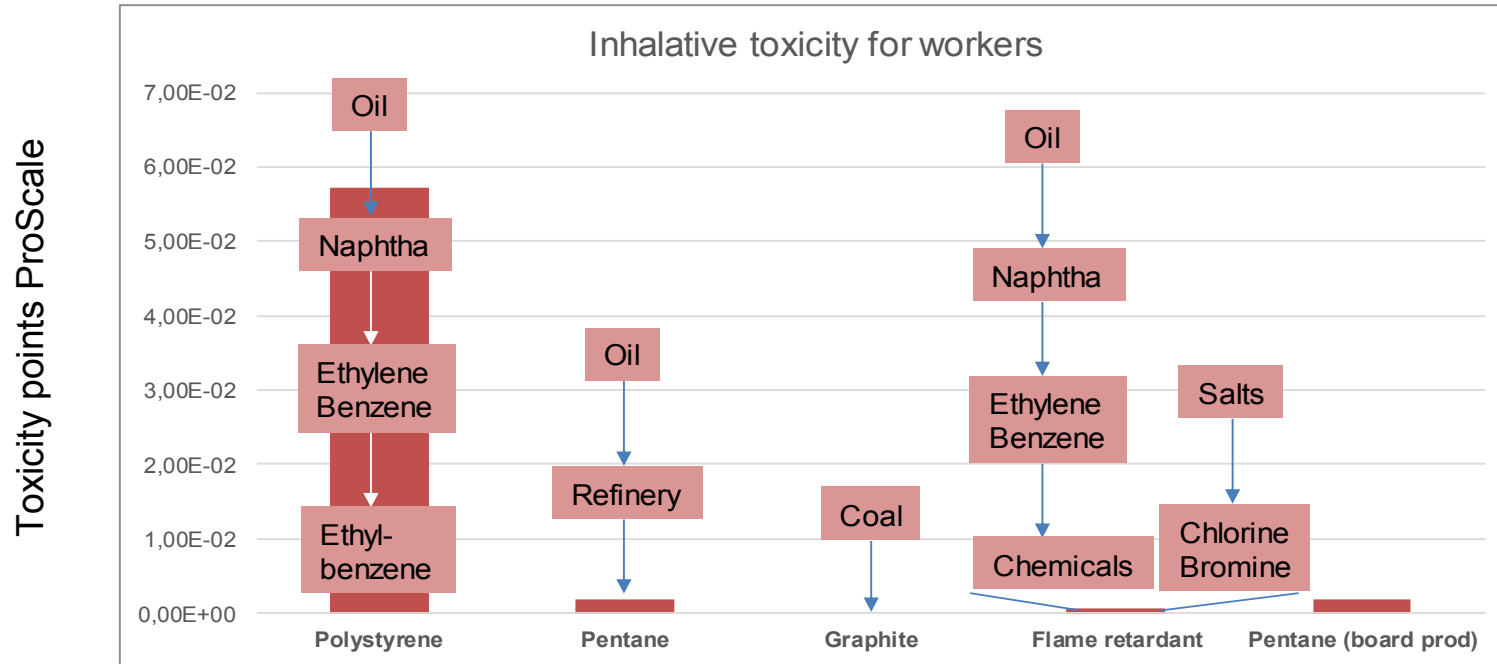 Inhalative toxicity for workers
Toxicity points ProScale
7,00E-02
6,00E-02
5,00E-02
4,00E-02
3,00E-02
2,00E-02
1,00E-02
0,00E+00
Oil
Naphtha
Ethylene
Benzene
Ethyl-
benzene
Oil
Refinery
Coal
Oil
Naphtha
Ethylene
Benzene
Chemicals
Salts
Chlorine
Bromine
Polystyrene
Pentane
Graphite
Flame retardant
Pentane (board prod)